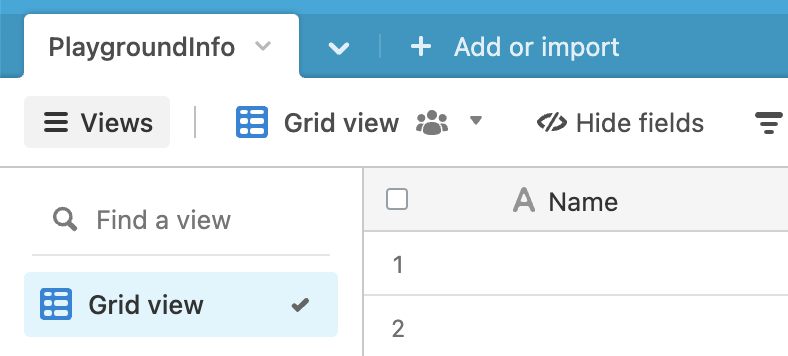 PlaygroundInfo
Add or import
Views
Grid view
Hide fields
Find a view
A Name
Grid view
1
2